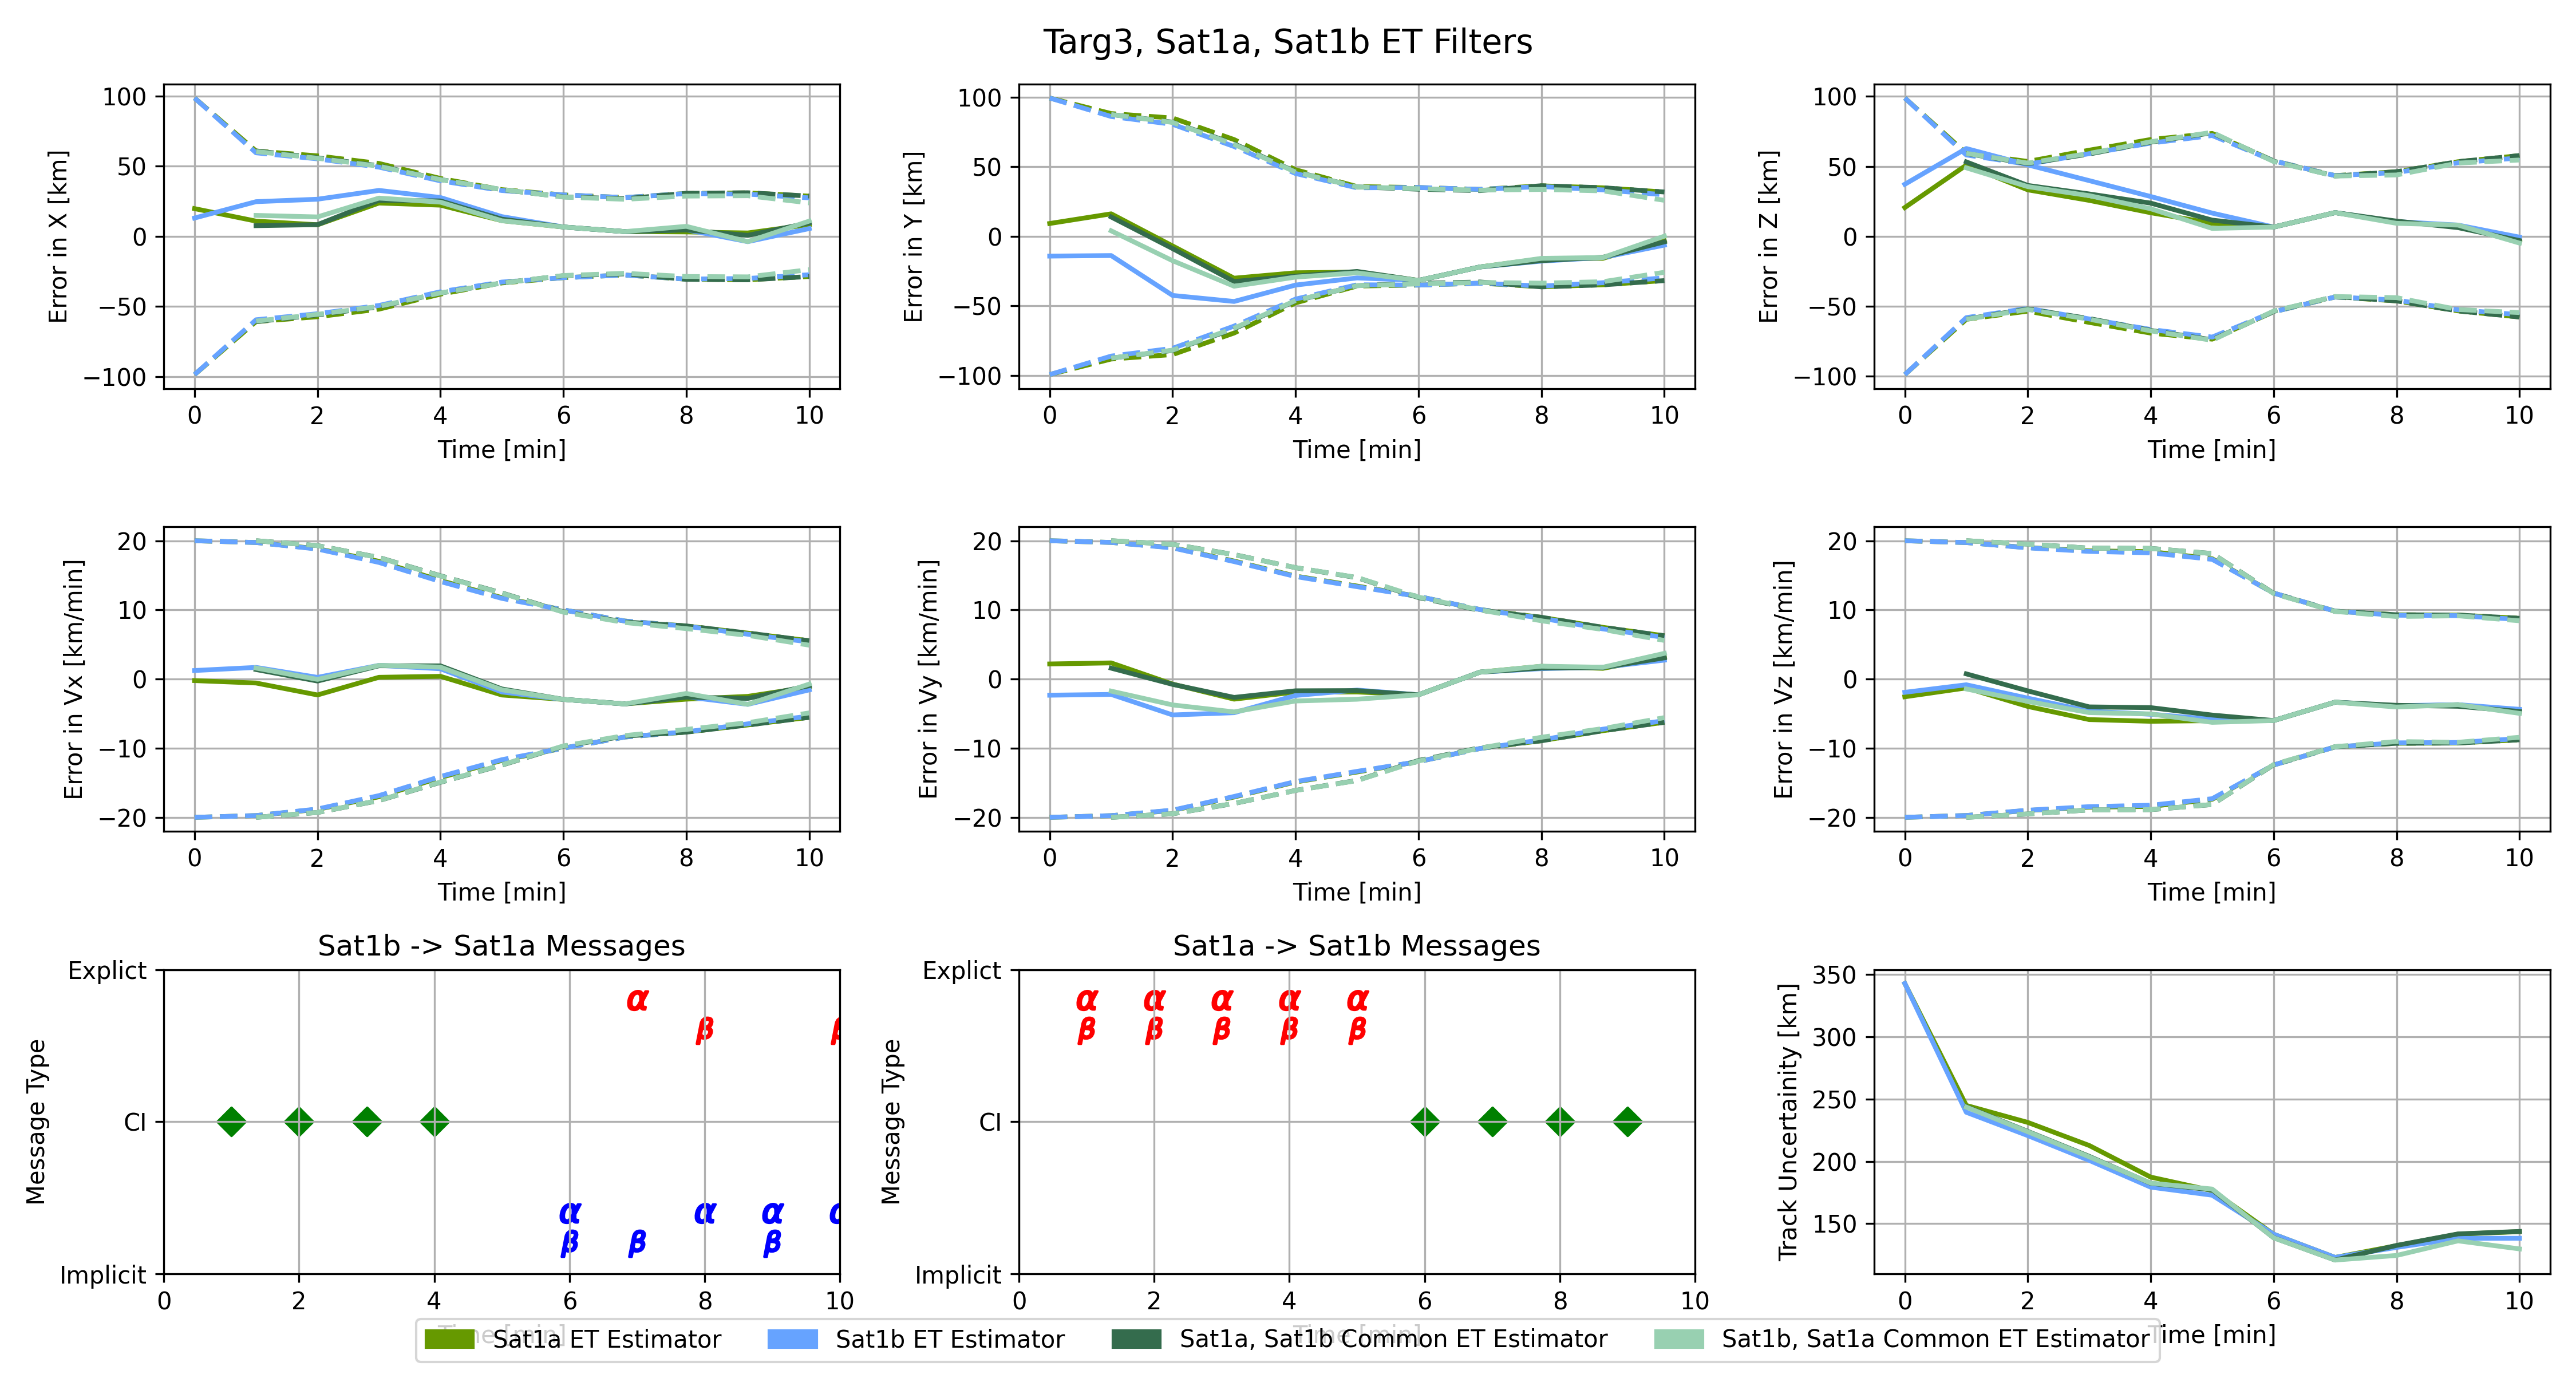 Targ3, Sat1a, Sat1b ET Filters
100
50
0
−50
−100
Error in X [km]
0 2 4 6 8 10
Time [min]
100
50
0
−50
−100
Error in Y [km]
0 2 4 6 8 10
Time [min]
100
50
0
−50
−100
Error in Z [km]
0 2 4 6 8 10
Time [min]
20
10
0
−10
−20
Error in Vx [km/min]
0 2 4 6 8 10
Time [min]
20
10
0
−10
−20
Error in Vy [km/min]
0 2 4 6 8 10
Time [min]
20
10
0
−10
−20
Error in Vz [km/min]
0 2 4 6 8 10
Time [min]
Sat1b -> Sat1a Messages
Explict
CI
Implicit
Message Type
α
β β
α α α α
β β β
0 2 4 6 8 10
Time [min]
Sat1a -> Sat1b Messages
Explict
CI
Implicit
Message Type
α α α α α
β β β β β
0 2 4 6 8 10
Time [min]
350
300
250
200
150
Track Uncertainity [km]
0 2 4 6 8 10
Time [min]
Sat1a ET Estimator Sat1b ET Estimator Sat1a, Sat1b Common ET Estimator Sat1b, Sat1a Common ET Estimator